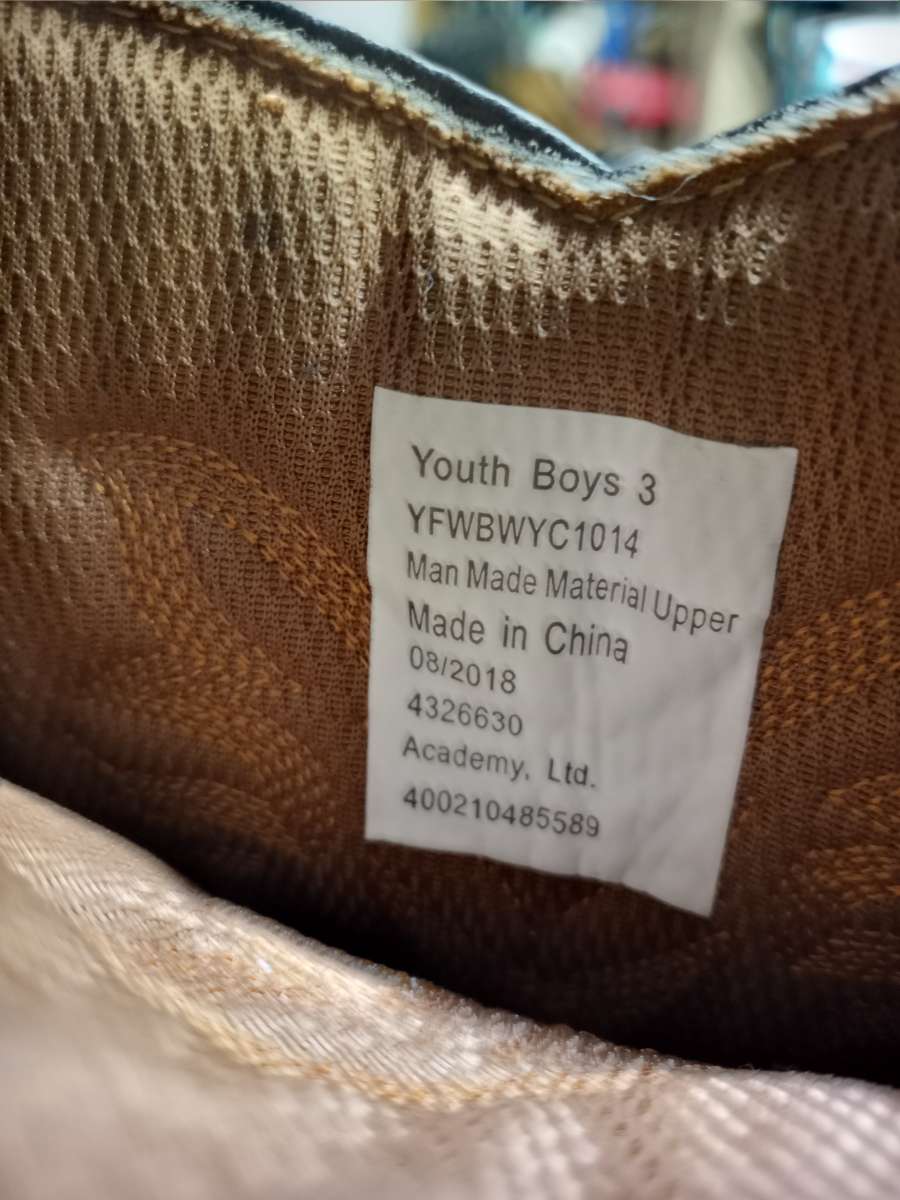 Youth Boys 3
YFWBWYC1014
Man Made Material Upper
Made in China
08/2018
4326630
Academy, Ltd.
400210485589